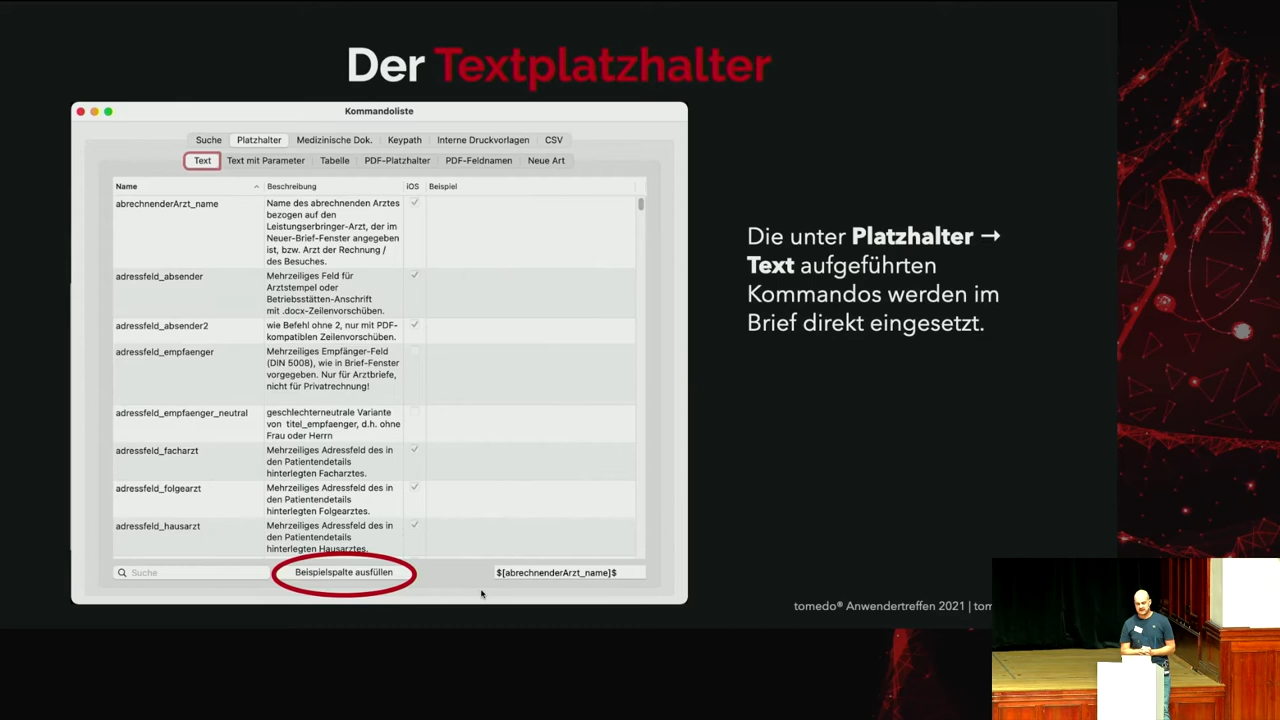 Der Textplatzhalter
Kommandoliste
Suche Platzhalter Medizinische Dok. Keypath Interne Druckvorlagen CSV
Text Text mit Parameter Tabelle PDF-Platzhalter PDF-Feldnamen Neue Art
Name Beschreibung iOS Beispiel
abrechnenderArzt_name Name des abrechnenden Arztes
bezogen auf den
Leistungserbringer-Arzt, der im
Neuer-Brief-Fenster angegeben
ist, bzw. Arzt der Rechnung /
des Besuches.
adressfeld_absender Mehrzeiliges Feld für
Arztstempel oder
Betriebsstätten-Anschrift
mit .docx-Zeilenvorschüben.
adressfeld_absender2 wie Befehl ohne 2, nur mit PDF-
kompatiblen Zeilenvorschüben.
adressfeld_empfaenger Mehrzeiliges Empfänger-Feld
(DIN 5008), wie in Brief-Fenster
vorgegeben. Nur für Arztbriefe,
nicht für Privatrechnung!
adressfeld_empfaenger_neutral geschlechterneutrale Variante
von titel_empfaenger, d.h. ohne
Frau oder Herrn
adressfeld_facharzt Mehrzeiliges Adressfeld des in
den Patientendetails
hinterlegten Facharztes.
adressfeld_folgearzt Mehrzeiliges Adressfeld des in
den Patientendetails
hinterlegten Folgearztes.
adressfeld_hausarzt Mehrzeiliges Adressfeld des in
den Patientendetails
hinterlegten Hausarztes.
Suche Beispielspalte ausfüllen $[abrechnenderArzt_name]$
Die unter Platzhalter →
Text aufgeführten
Kommandos werden im
Brief direkt eingesetzt.
tomedo® Anwendertreffen 2021 | tom